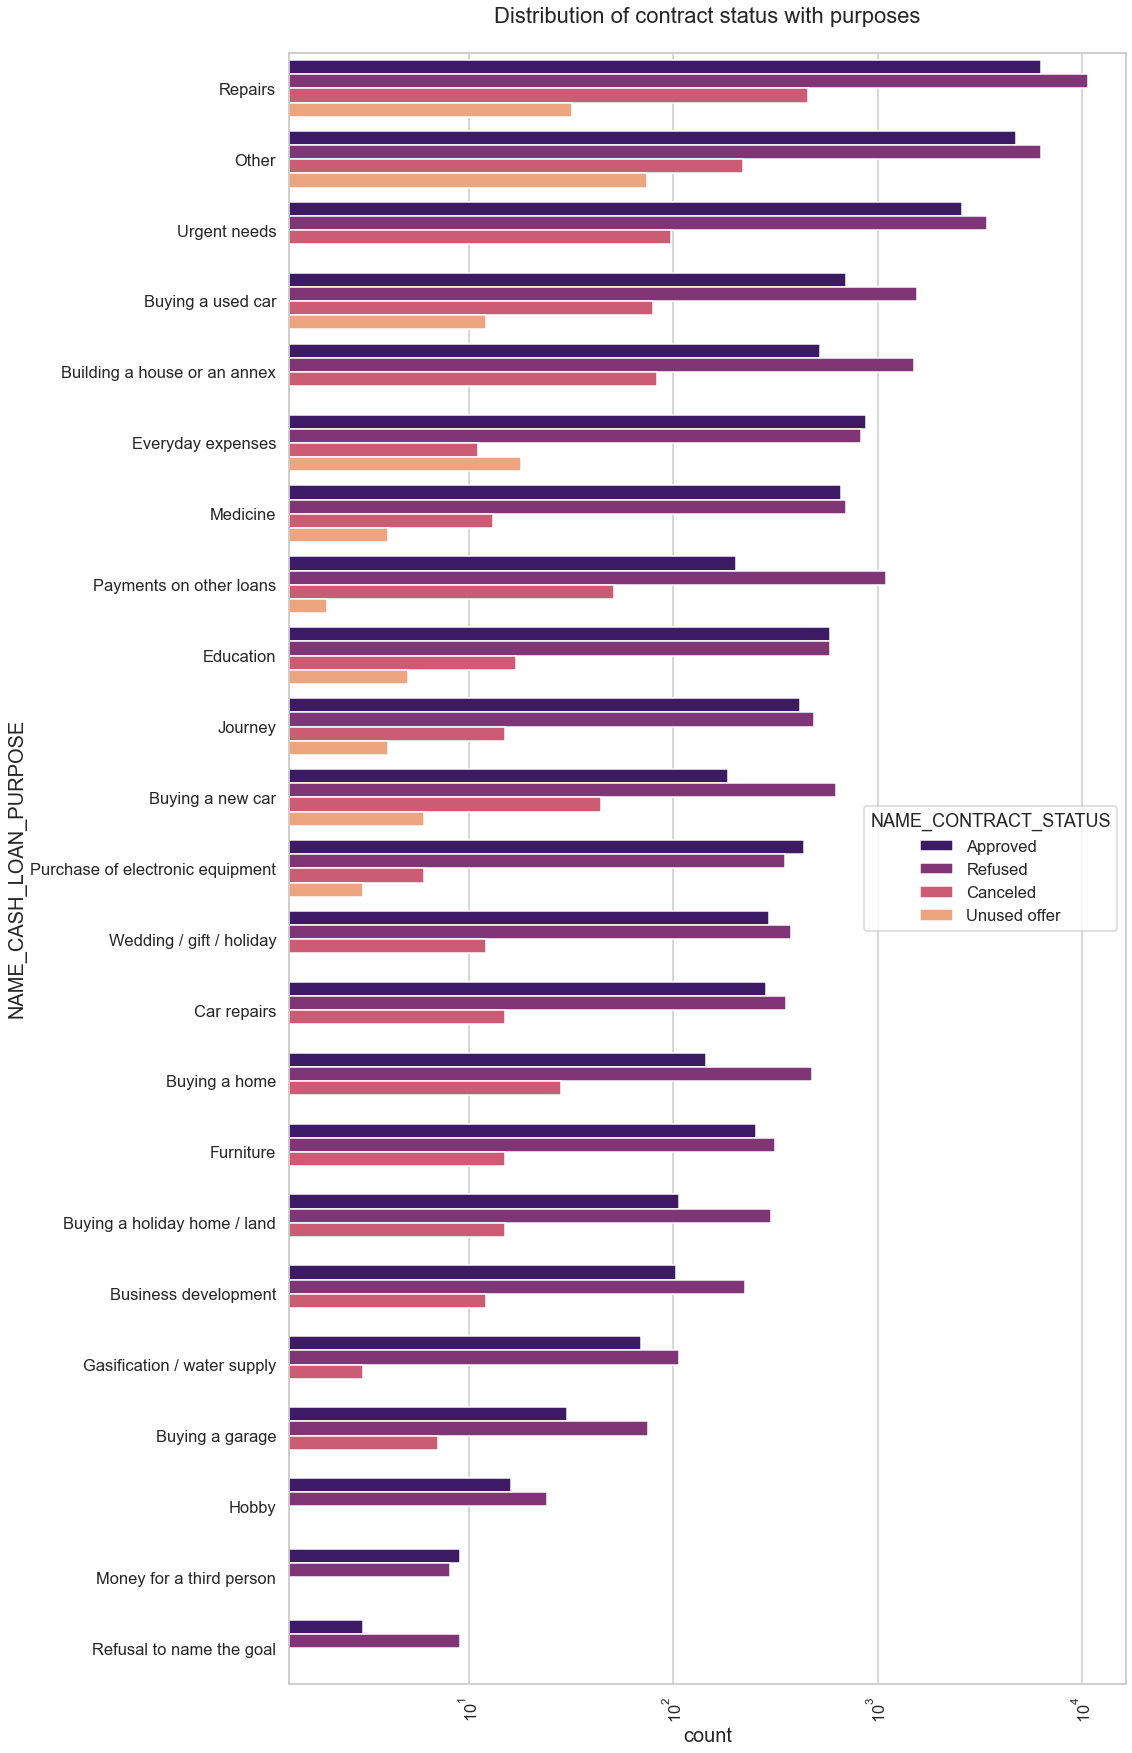 Distribution of contract status with purposes
Repairs
Other
Urgent needs
Buying a used car
Building a house or an annex
Everyday expenses
Medicine
Payments on other loans
Education
Journey
Buying a new car
Purchase of electronic equipment
Wedding / gift / holiday
Car repairs
Buying a home
Furniture
Buying a holiday home / land
Business development
Gasification / water supply
Buying a garage
Hobby
Money for a third person
Refusal to name the goal
NAME_CASH_LOAN_PURPOSE
NAME_CONTRACT_STATUS
Approved
Refused
Canceled
Unused offer
10¹
10²
10³
10⁴
count